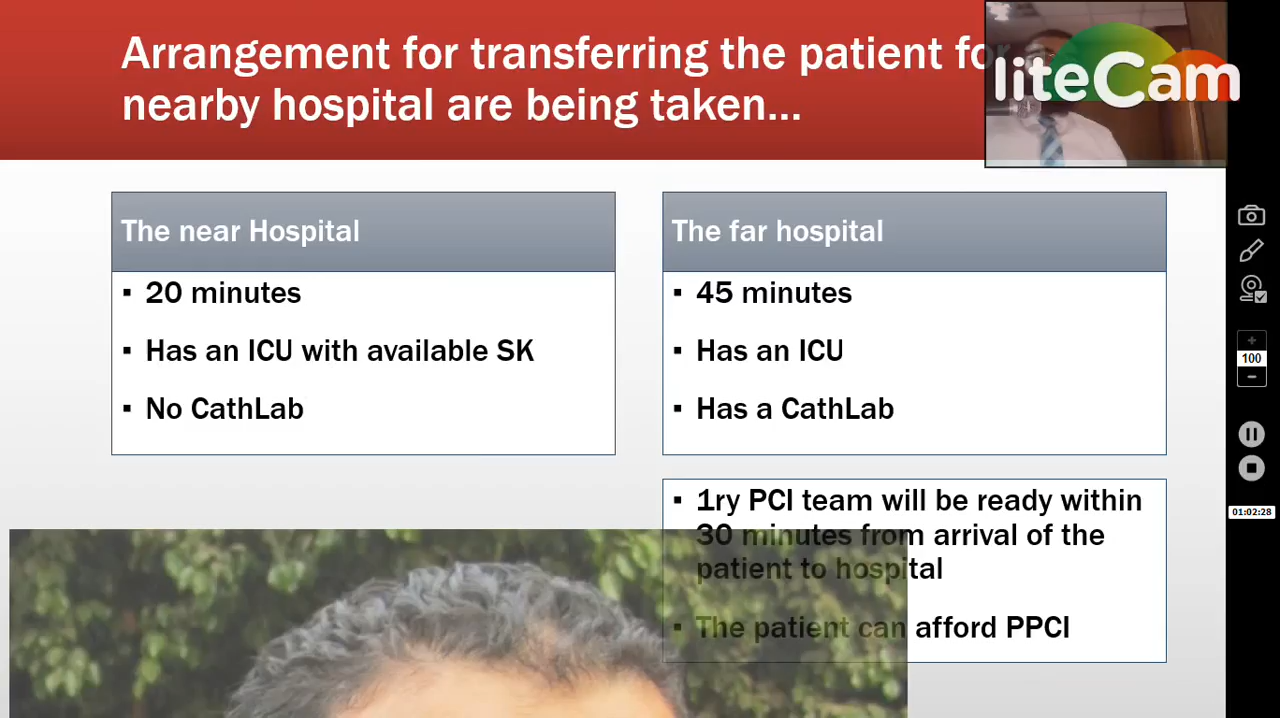 Arrangement for transferring the patient fo
nearby hospital are being taken...
liteCam
The near Hospital
▪ 20 minutes
▪ Has an ICU with available SK
▪ No CathLab
The far hospital
▪ 45 minutes
▪ Has an ICU
▪ Has a CathLab
▪ 1ry PCI team will be ready within
30 minutes from arrival of the
patient to hospital
▪ The patient can afford PPCI
100
01:02:28